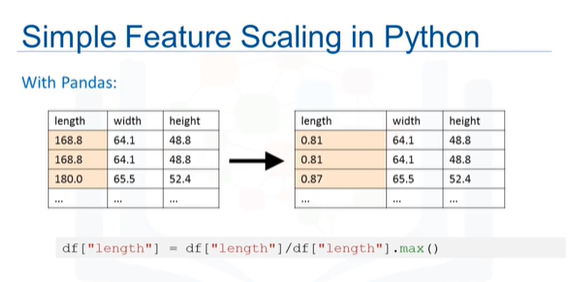 Simple Feature Scaling in Python
With Pandas:
length width height
168.8 64.1 48.8
168.8 64.1 48.8
180.0 65.5 52.4
... ... ...
length width height
0.81 64.1 48.8
0.81 64.1 48.8
0.87 65.5 52.4
... ... ...
df["length"] = df["length"]/df["length"].max()